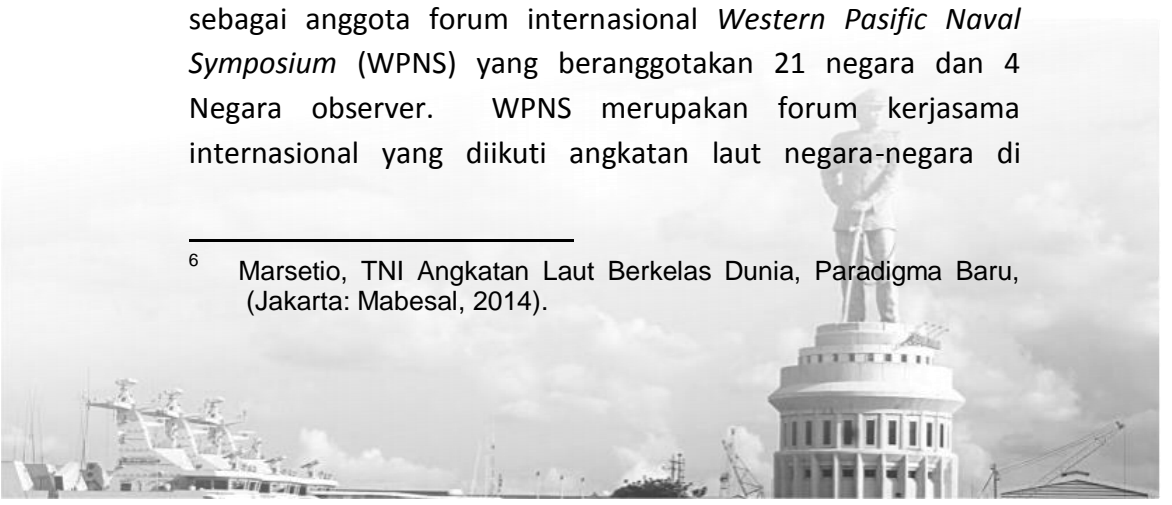 sebagai anggota forum internasional Western Pasific Naval
Symposium (WPNS) yang beranggotakan 21 negara dan 4
Negara observer. WPNS merupakan forum kerjasama
internasional yang diikuti angkatan laut negara-negara di
6 Marsetio, TNI Angkatan Laut Berkelas Dunia, Paradigma Baru,
(Jakarta: Mabesal, 2014).